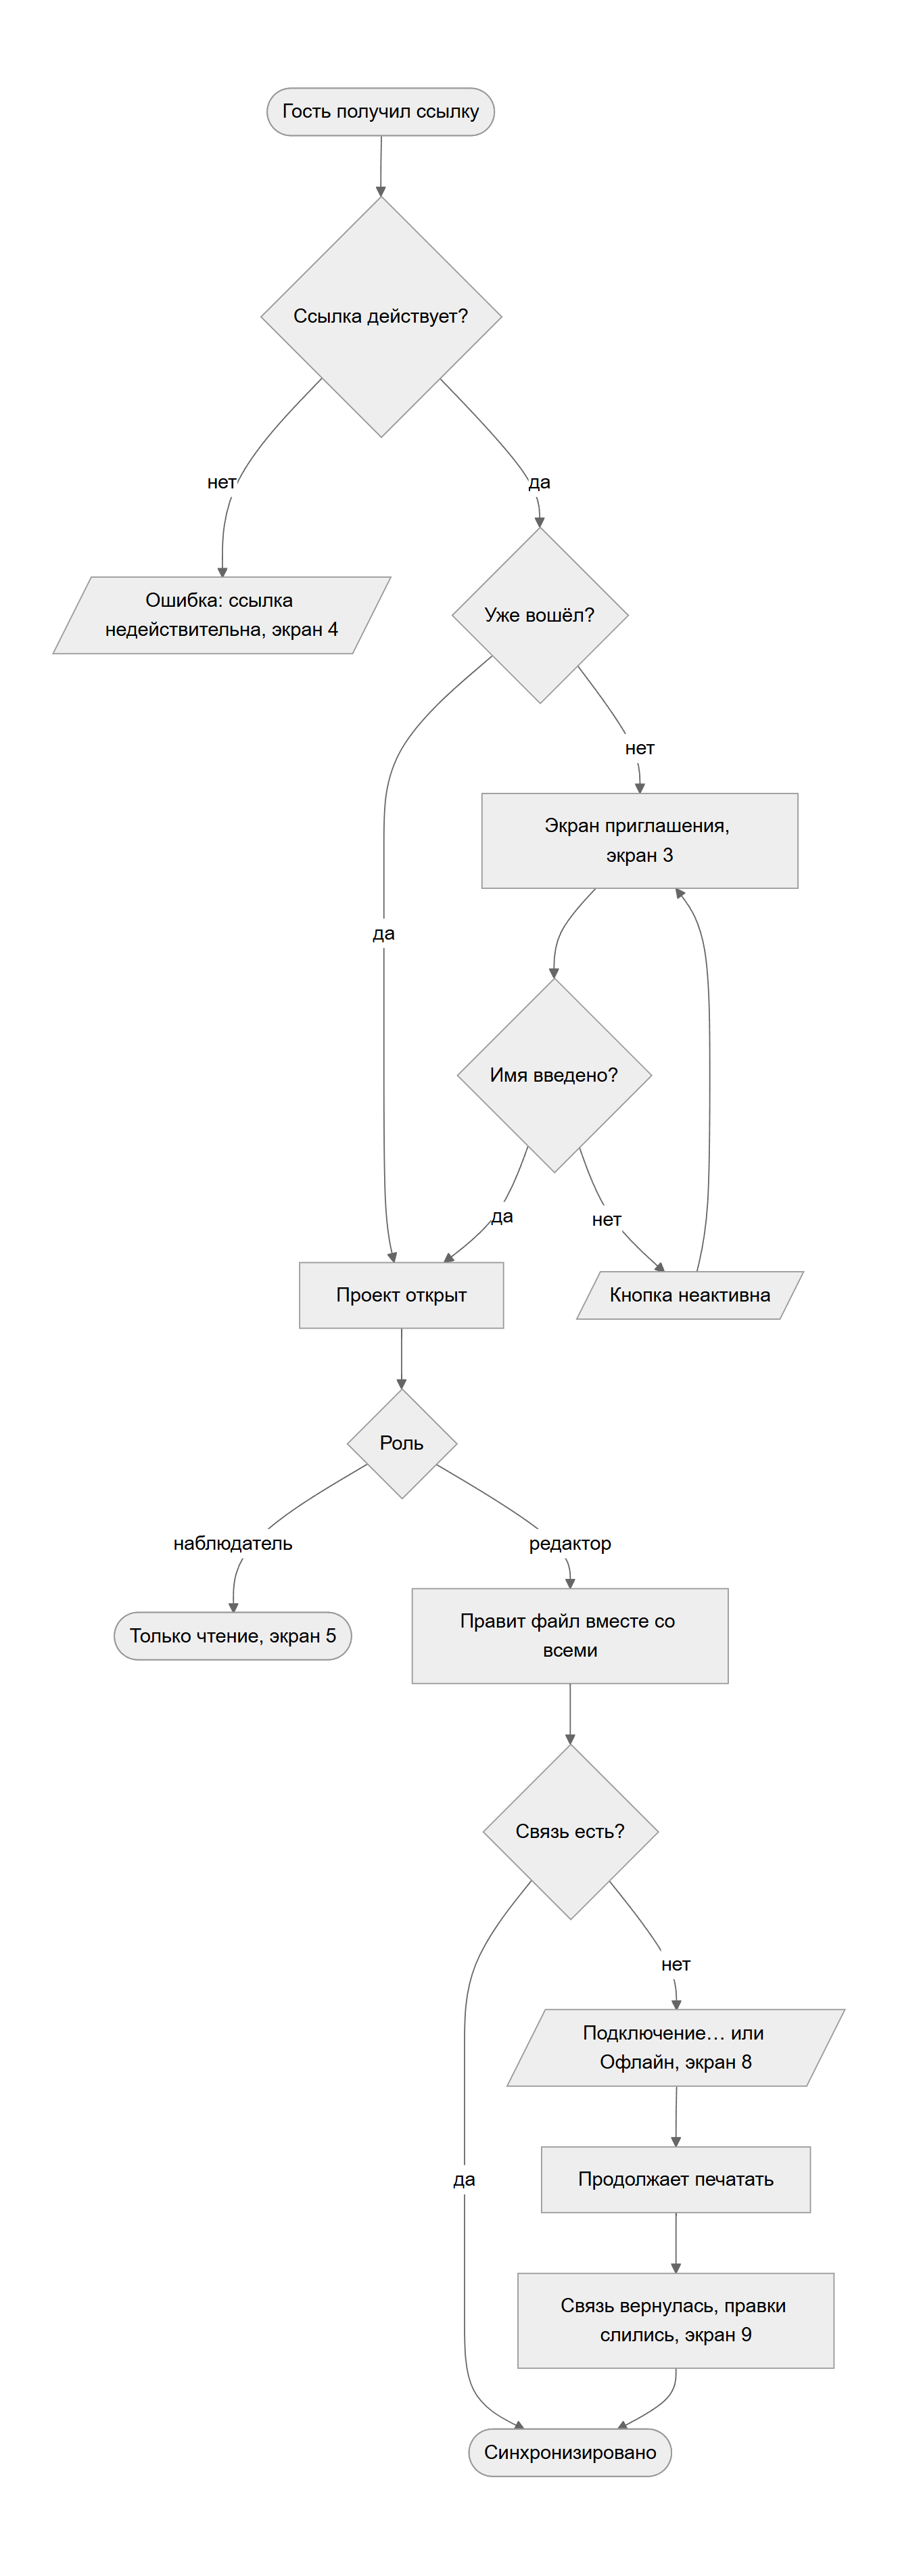 Гость получил ссылку
Ссылка действует?
нет
да
Ошибка: ссылка
недействительна, экран 4
Уже вошёл?
нет
Экран приглашения,
экран 3
да
Имя введено?
да
нет
Проект открыт
Кнопка неактивна
Роль
наблюдатель
редактор
Только чтение, экран 5
Правит файл вместе со
всеми
Связь есть?
нет
Подключение… или
Офлайн, экран 8
да
Продолжает печатать
Связь вернулась, правки
слились, экран 9
Синхронизировано